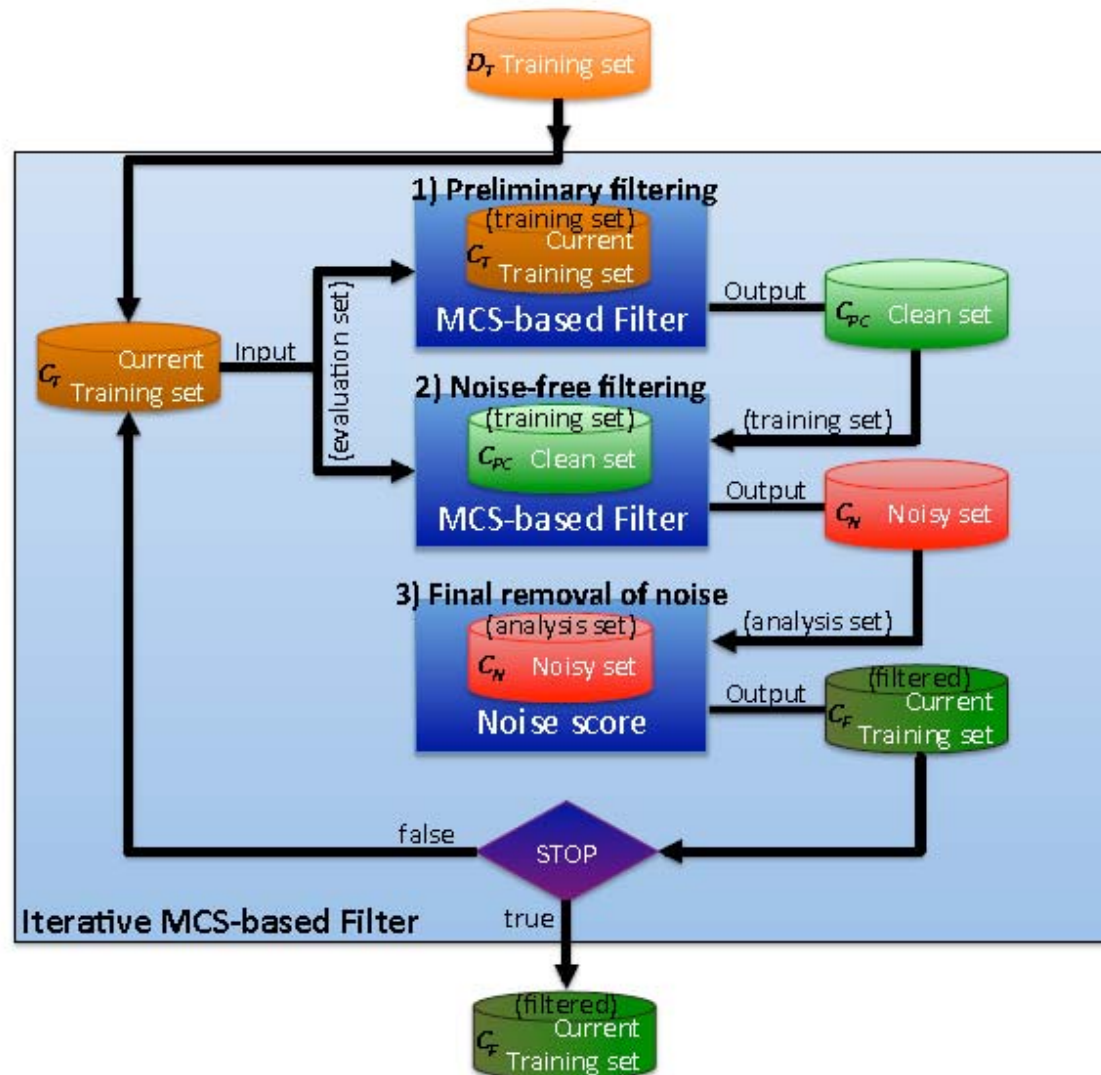 D_T Training set
1) Preliminary filtering
(training set)
C_T Current
Training set
MCS-based Filter
Output
C_PC Clean set
C_T Current
Training set
Input
(evaluation set)
2) Noise-free filtering
(training set)
C_PC Clean set
MCS-based Filter
(training set)
Output
C_N Noisy set
3) Final removal of noise
(analysis set)
C_N Noisy set
Noise score
(analysis set)
Output
(filtered)
C_F Current
Training set
false
STOP
true
Iterative MCS-based Filter
(filtered)
C_F Current
Training set